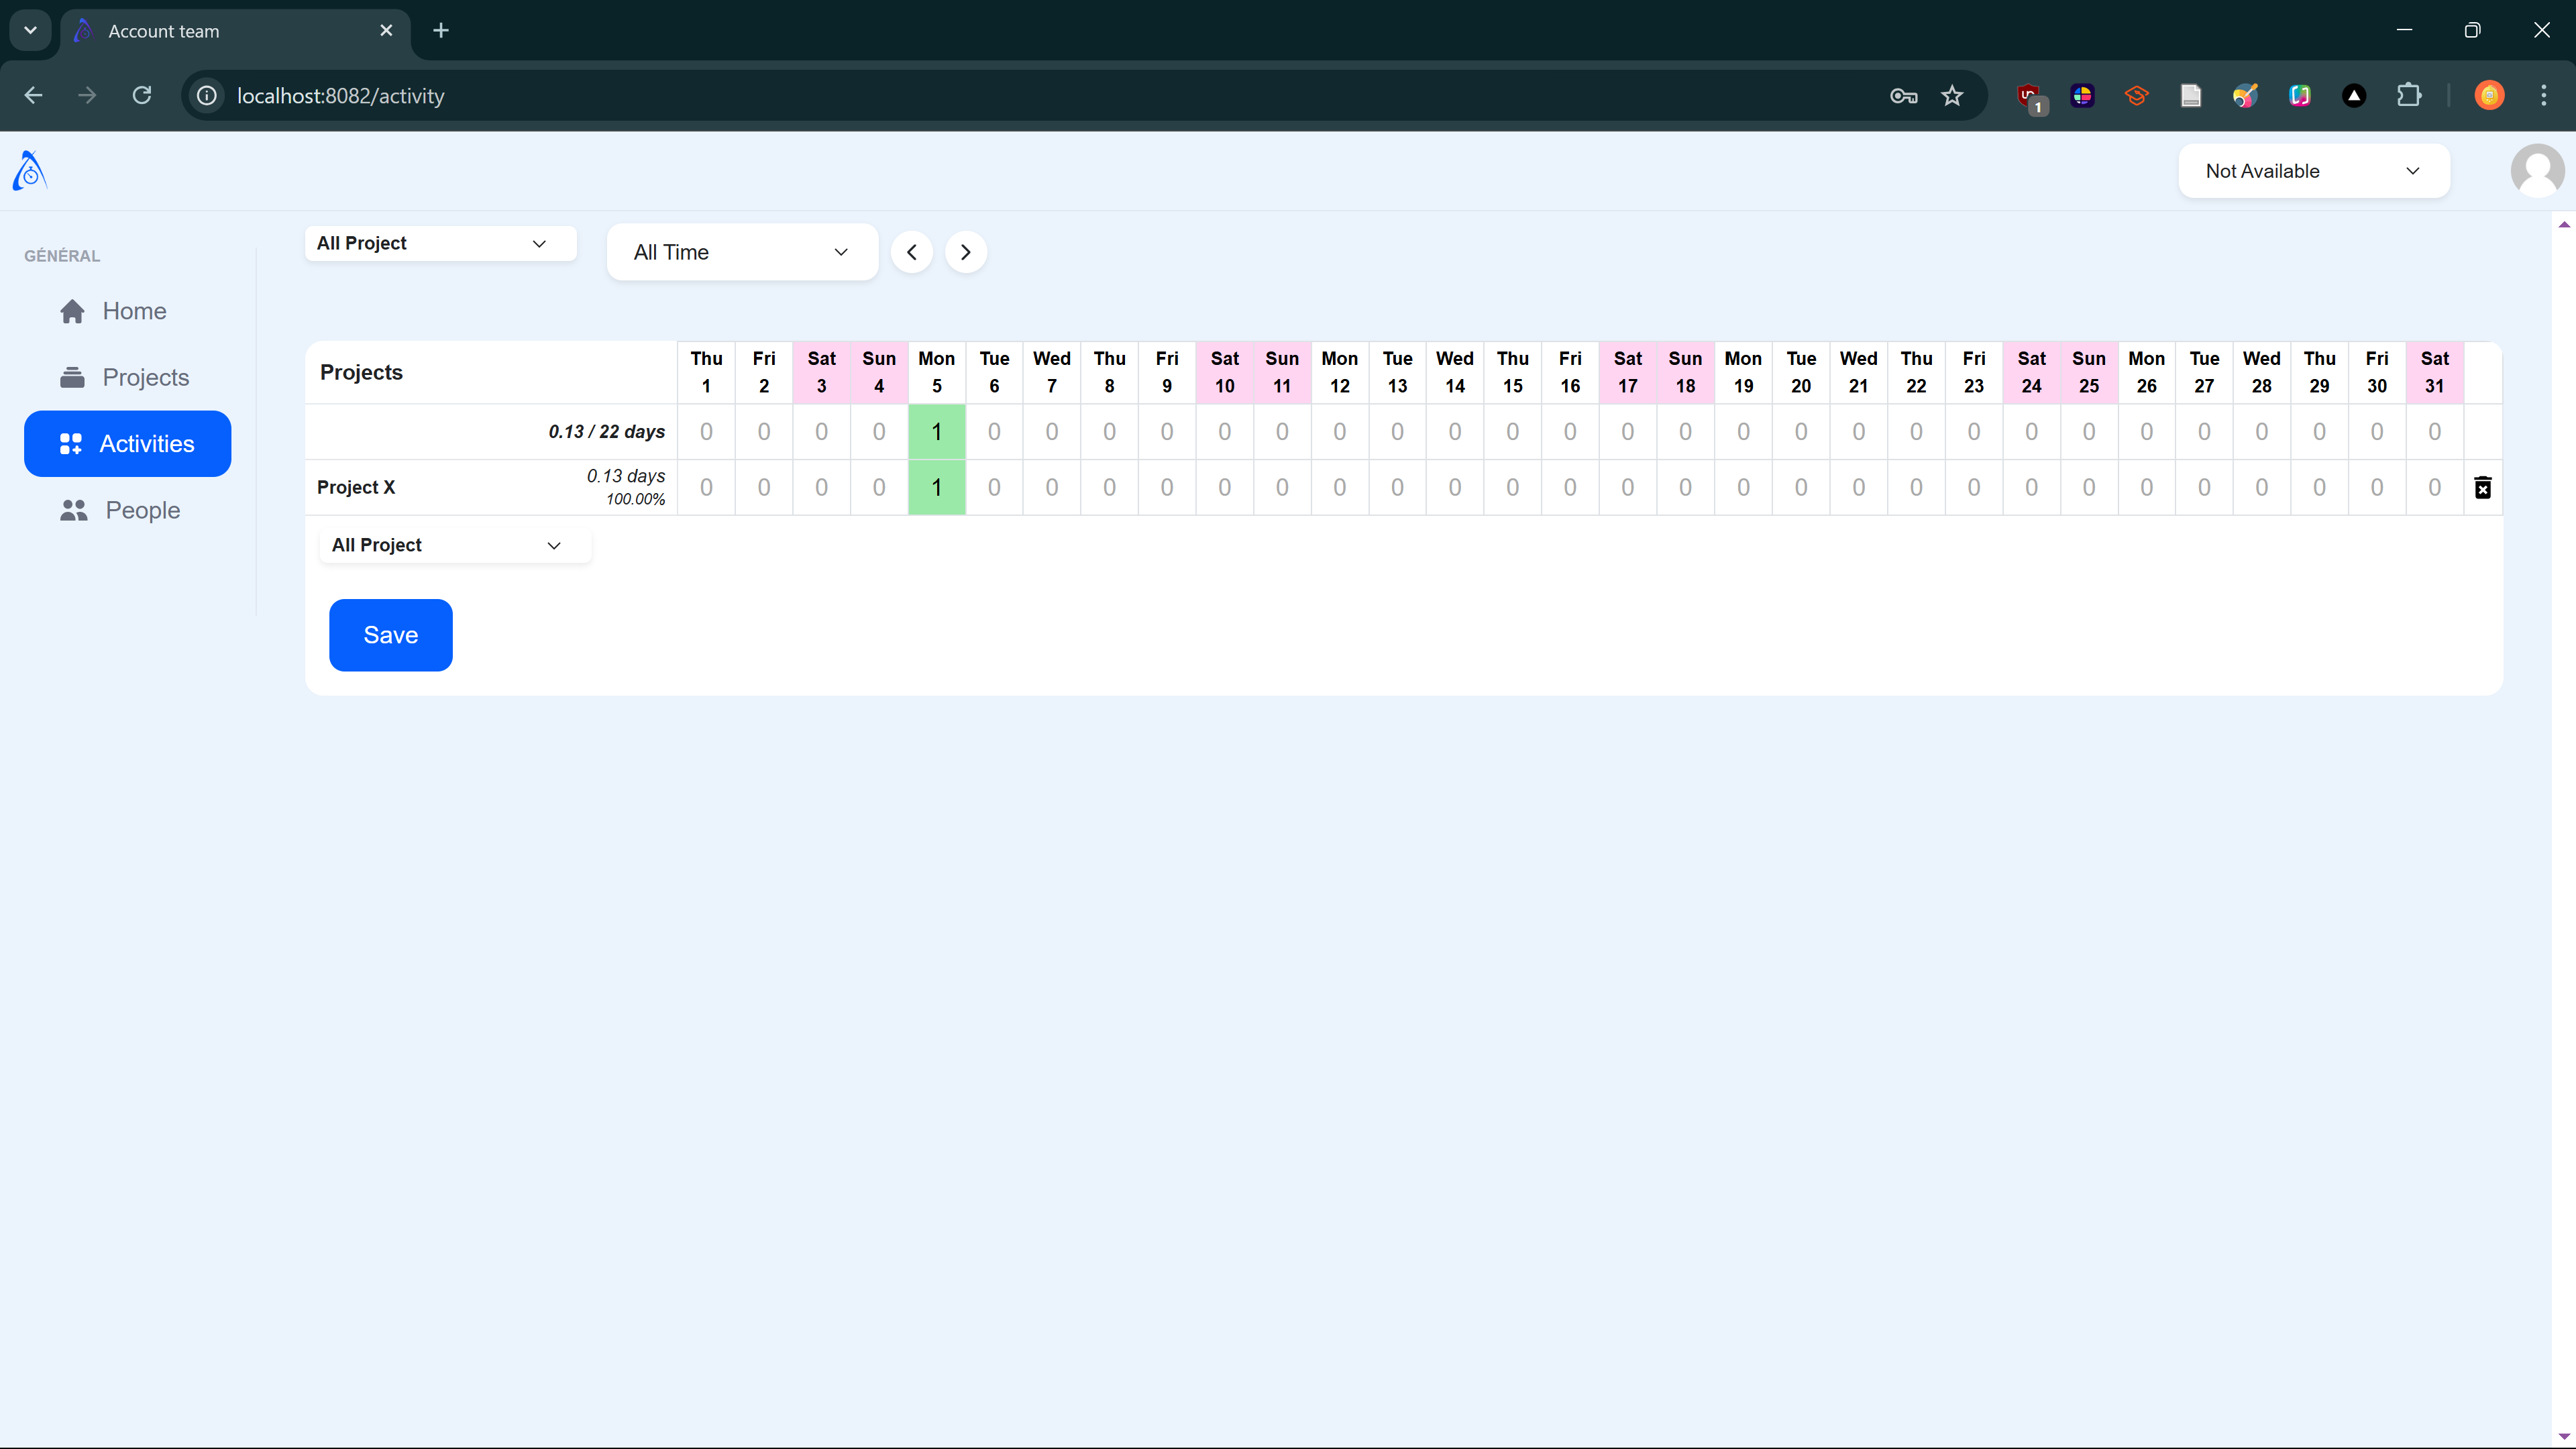 Account team
localhost:8082/activity
1
Not Available
GÉNÉRAL
Home
Projects
Activities
People
All Project
All Time
Projects Thu Fri Sat Sun Mon Tue Wed Thu Fri Sat Sun Mon Tue Wed Thu Fri Sat Sun Mon Tue Wed Thu Fri Sat Sun Mon Tue Wed Thu Fri Sat
1 2 3 4 5 6 7 8 9 10 11 12 13 14 15 16 17 18 19 20 21 22 23 24 25 26 27 28 29 30 31
0.13 / 22 days 0 0 0 0 1 0 0 0 0 0 0 0 0 0 0 0 0 0 0 0 0 0 0 0 0 0 0 0 0 0 0
Project X 0.13 days 0 0 0 0 1 0 0 0 0 0 0 0 0 0 0 0 0 0 0 0 0 0 0 0 0 0 0 0 0 0 0
100.00%
All Project
Save